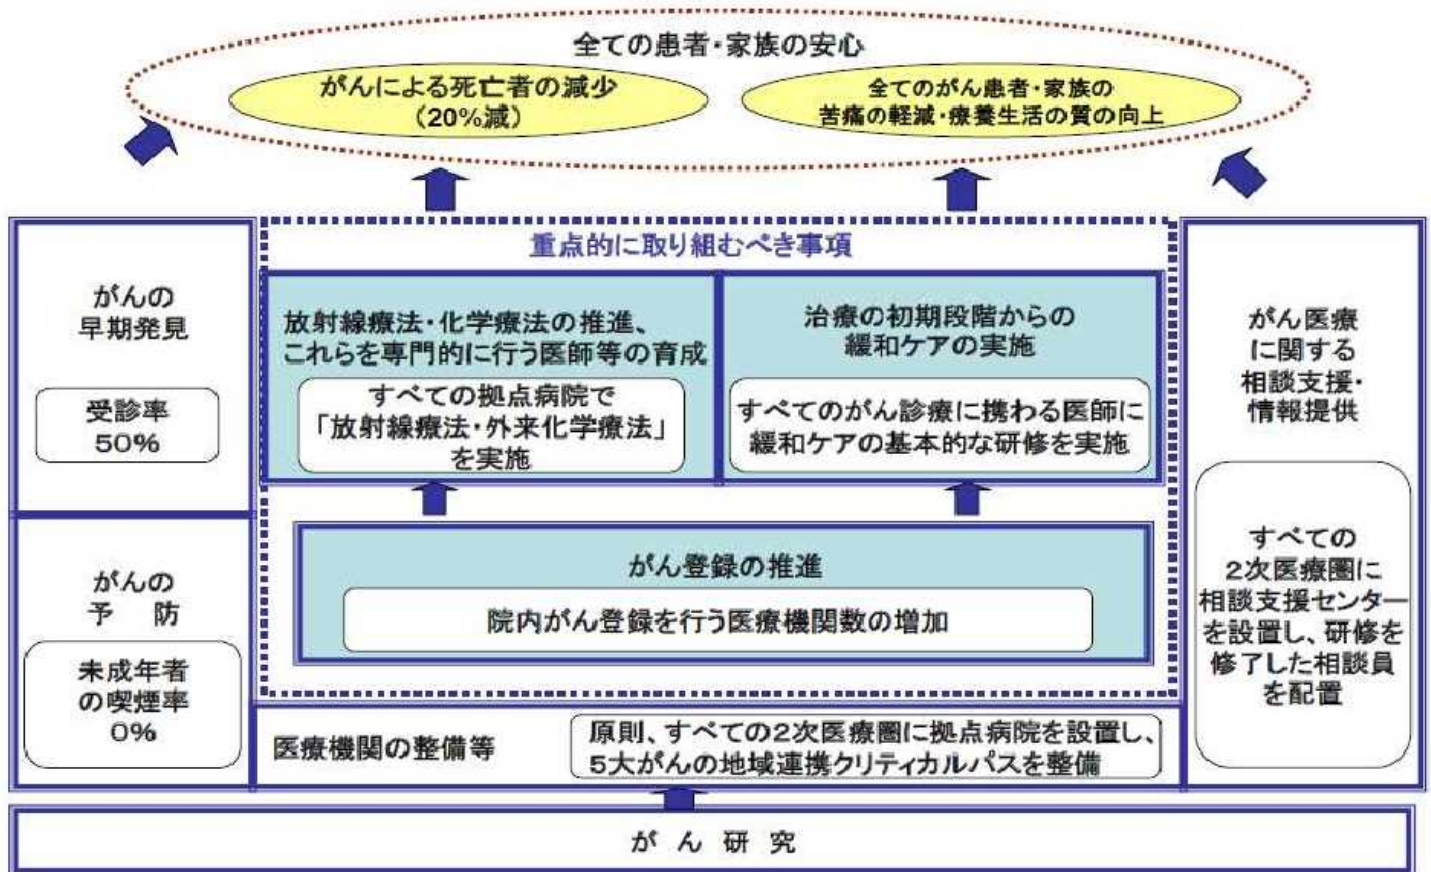 全ての患者・家族の安心
がんによる死亡者の減少
（20%減）
全てのがん患者・家族の
苦痛の軽減・療養生活の質の向上
がんの
早期発見
受診率
50%
がんの
予　防
未成年者
の喫煙率
0%
重点的に取り組むべき事項
放射線療法・化学療法の推進、
これらを専門的に行う医師等の育成
すべての拠点病院で
「放射線療法・外来化学療法」
を実施
治療の初期段階からの
緩和ケアの実施
すべてのがん診療に携わる医師に
緩和ケアの基本的な研修を実施
がん登録の推進
院内がん登録を行う医療機関数の増加
医療機関の整備等
原則、すべての2次医療圏に拠点病院を設置し、
5大がんの地域連携クリティカルパスを整備
がん医療
に関する
相談支援・
情報提供
すべての
2次医療圏に
相談支援センター
を設置し、研修を
修了した相談員
を配置
が ん 研 究